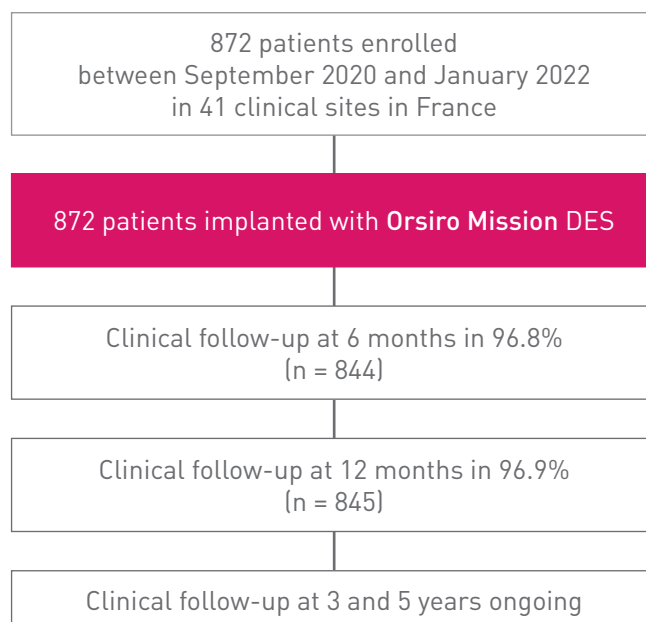 872 patients enrolled
between September 2020 and January 2022
in 41 clinical sites in France
872 patients implanted with Orsiro Mission DES
Clinical follow-up at 6 months in 96.8%
(n = 844)
Clinical follow-up at 12 months in 96.9%
(n = 845)
Clinical follow-up at 3 and 5 years ongoing